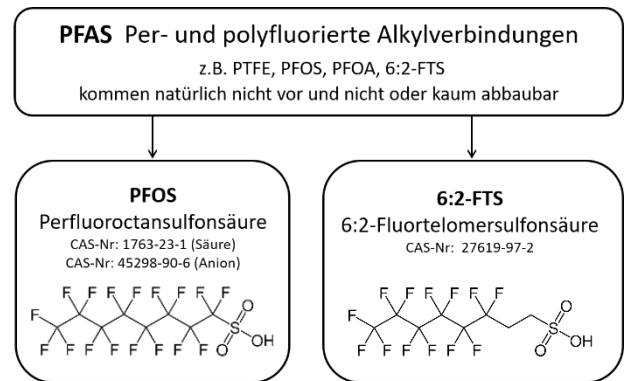 PFAS Per- und polyfluorierte Alkylverbindungen
z.B. PTFE, PFOS, PFOA, 6:2-FTS
kommen natürlich nicht vor und nicht oder kaum abbaubar
PFOS
Perfluoroctansulfonsäure
CAS-Nr: 1763-23-1 (Säure)
CAS-Nr: 45298-90-6 (Anion)
F F F F F F F F O
F S
OH
F F F F F F F F O
6:2-FTS
6:2-Fluortelomersulfonsäure
CAS-Nr: 27619-97-2
F F F F F F O
F S
OH
F F F F F F O